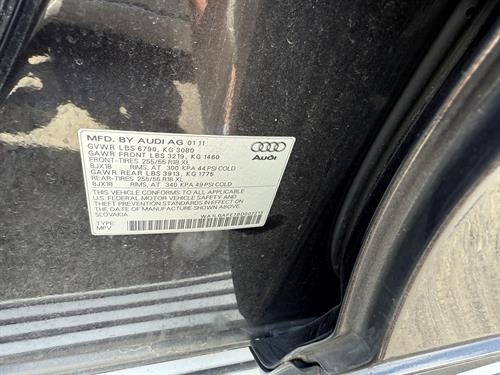 MFD. BY AUDI AG 01.11
GVWR LBS 6790, KG 3080
GAWR FRONT LBS 3219, KG 1460
FRONT-TIRES 255/55 R18 XL
8JX18 RIMS, AT 300 KPA 44 PSI COLD
GAWR REAR LBS 3913, KG 1775
REAR-TIRES 255/55 R18 XL
8JX18 RIMS, AT 340 KPA 49 PSI COLD
Audi
THIS VEHICLE CONFORMS TO ALL APPLICABLE
U.S. FEDERAL MOTOR VEHICLE SAFETY AND
THEFT PREVENTION STANDARDS IN EFFECT ON
THE DATE OF MANUFACTURE SHOWN ABOVE.
SLOVAKIA
TYPE:
MPV